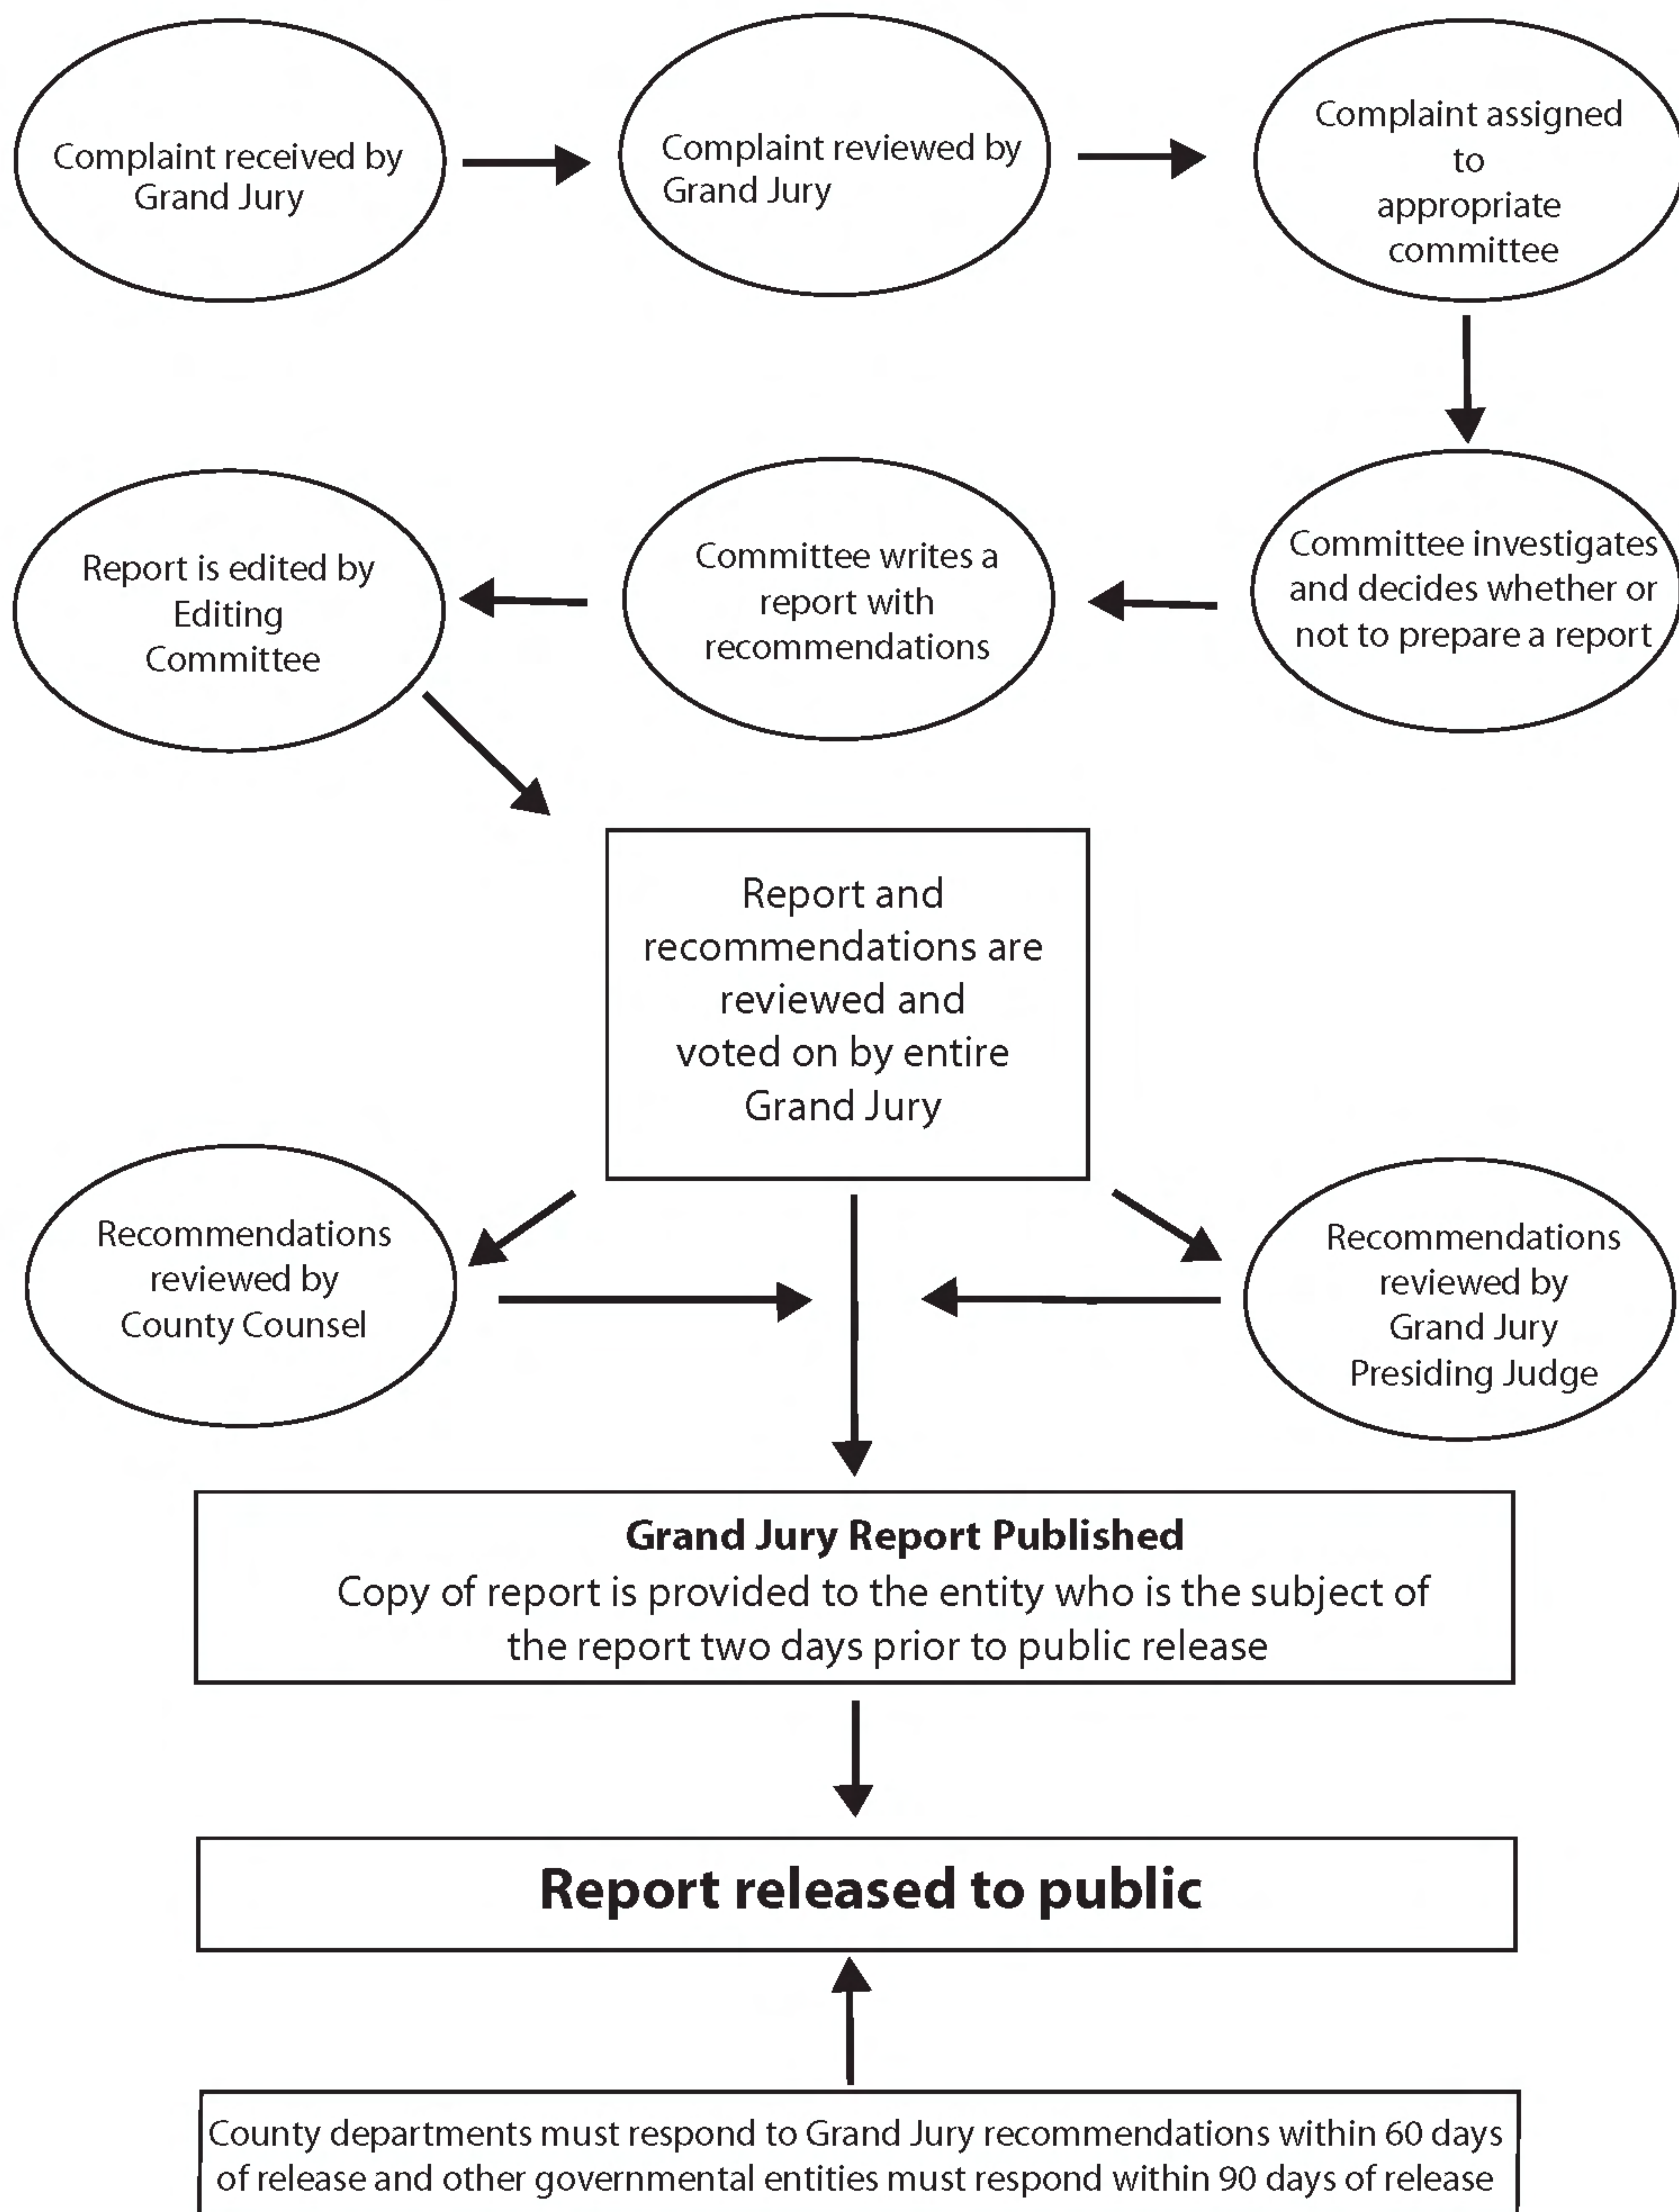 Complaint received by
Grand Jury
Complaint reviewed by
Grand Jury
Complaint assigned
to
appropriate
committee
Committee investigates
and decides whether or
not to prepare a report
Committee writes a
report with
recommendations
Report is edited by
Editing
Committee
Report and
recommendations are
reviewed and
voted on by entire
Grand Jury
Recommendations
reviewed by
County Counsel
Recommendations
reviewed by
Grand Jury
Presiding Judge
Grand Jury Report Published
Copy of report is provided to the entity who is the subject of
the report two days prior to public release
Report released to public
County departments must respond to Grand Jury recommendations within 60 days
of release and other governmental entities must respond within 90 days of release